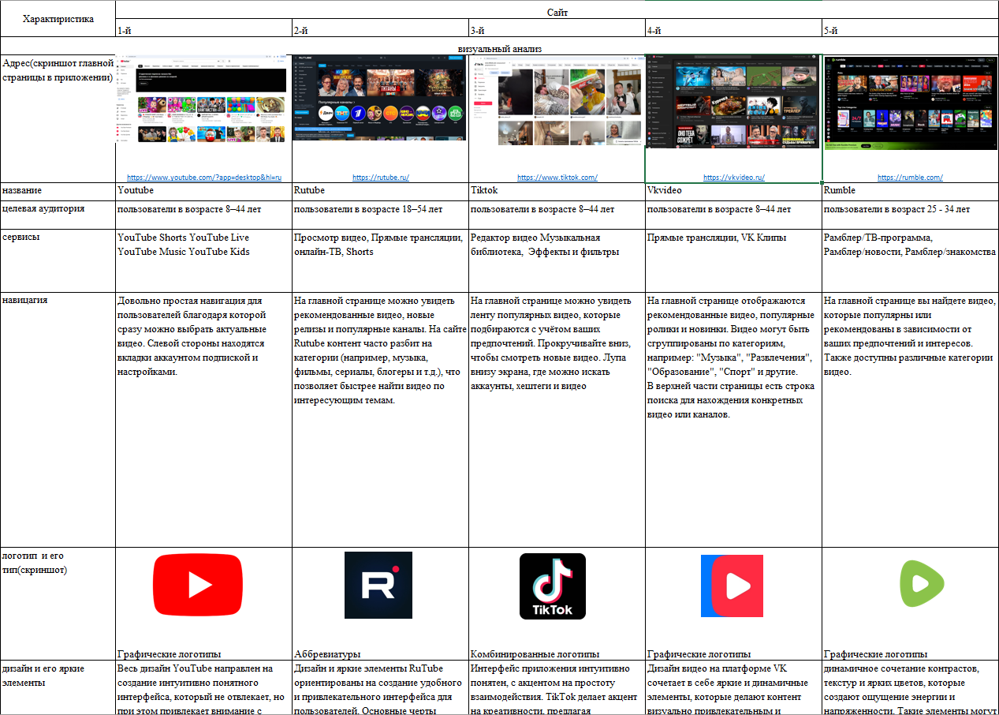 Характиристика
Сайт
1-й
2-й
3-й
4-й
5-й
визуальный анализ
Адрес(скриншот главной
страницы в приложении)
https://www.youtube.com/?app=desktop&hl=ru
https://rutube.ru/
https://www.tiktok.com/
https://vkvideo.ru/
https://rumble.com/
название
Youtube
Rutube
Tiktok
Vkvideo
Rumble
целевая аудитория
пользователи в возрасте 8–44 лет
пользователи в возрасте 18–54 лет
пользователи в возрасте 8–44 лет
пользователи в возрасте 8–44 лет
пользователи в возраст 25 - 34 лет
сервисы
YouTube Shorts YouTube Live
YouTube Music YouTube Kids
Просмотр видео, Прямые трансляции,
онлайн-ТВ, Shorts
Редактор видео Музыкальная
библиотека, Эффекты и фильтры
Прямые трансляции, VK Клипы
Рамблер/ТВ-программа,
Рамблер/новости, Рамблер/знакомства
навицагия
Довольно простая навигация для
пользователей благодаря которой
сразу можно выбрать актуальные
видео. Слевой стороны находятся
вкладки аккаунтом подпиской и
настройками.
На главной странице можно увидеть
рекомендованные видео, новые
релизы и популярные каналы. На сайте
Rutube контент часто разбит на
категории (например, музыка,
фильмы, сериалы, блогеры и т.д.), что
позволяет быстрее найти видео по
интересующим темам.
На главной странице можно увидеть
ленту популярных видео, которые
подбираются с учётом ваших
предпочтений. Прокручивайте вниз,
чтобы смотреть новые видео. Лупа
внизу экрана, где можно искать
аккаунты, хештеги и видео
На главной странице отображаются
рекомендованные видео, популярные
ролики и новинки. Видео могут быть
сгруппированы по категориям,
например: "Музыка", "Развлечения",
"Образование", "Спорт" и другие.
В верхней части страницы есть строка
поиска для нахождения конкретных
видео или каналов.
На главной странице вы найдете видео,
которые популярны или
рекомендованы в зависимости от
ваших предпочтений и интересов.
Также доступны различные категории
видео.
логотип и его
тип(скриншот)
R
TikTok
Графические логотипы
Аббревиатуры
Комбинированные логотипы
Графические логотипы
Графические логотипы
дизайн и его яркие
элементы
Весь дизайн YouTube направлен на
создание интуитивно понятного
интерфейса, который не отвлекает, но
при этом привлекает внимание с
Дизайн и яркие элементы RuTube
ориентированы на создание удобного
и привлекательного интерфейса для
пользователей. Основные черты
Интерфейс приложения интуитивно
понятен, с акцентом на простоту
взаимодействия. TikTok делает акцент
на креативности, предлагая
Дизайн видео на платформе VK
сочетает в себе яркие и динамичные
элементы, которые делают контент
визуально привлекательным и
динамичное сочетание контрастов,
текстур и ярких цветов, которые
создают ощущение энергии и
напряженности. Такие элементы могут